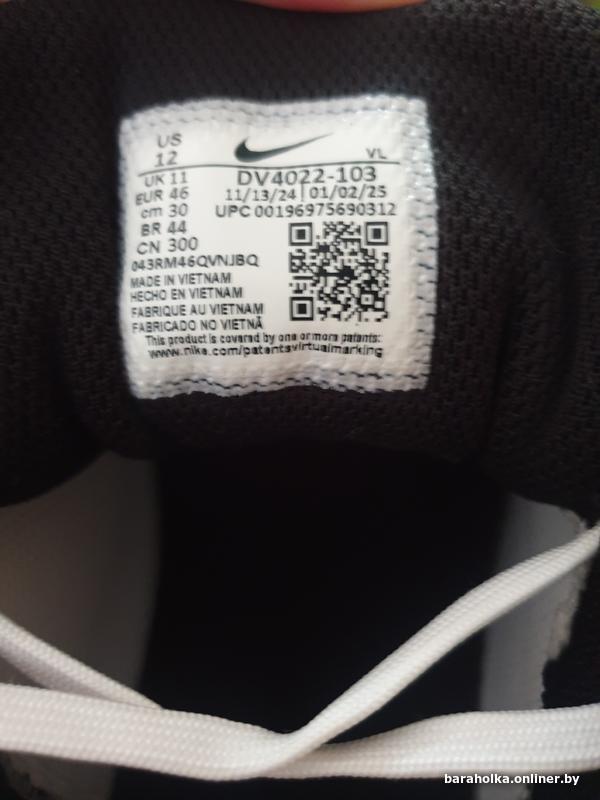 US
12
VL
UK 11
DV4022-103
EUR 46
11/13/24 | 01/02/25
cm 30
UPC 00196975690312
BR 44
CN 300
043RM46QVNJBQ
MADE IN VIETNAM
HECHO EN VIETNAM
FABRIQUE AU VIETNAM
FABRICADO NO VIETNÃ
This product is covered by one or more patents:
www.nike.com/patentsvirtualmarking
baraholka.onliner.by